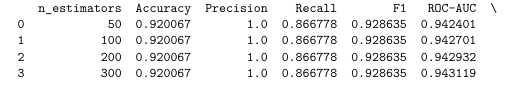 n_estimators Accuracy Precision Recall F1 ROC-AUC \
0 50 0.920067 1.0 0.866778 0.928635 0.942401
1 100 0.920067 1.0 0.866778 0.928635 0.942701
2 200 0.920067 1.0 0.866778 0.928635 0.942932
3 300 0.920067 1.0 0.866778 0.928635 0.943119